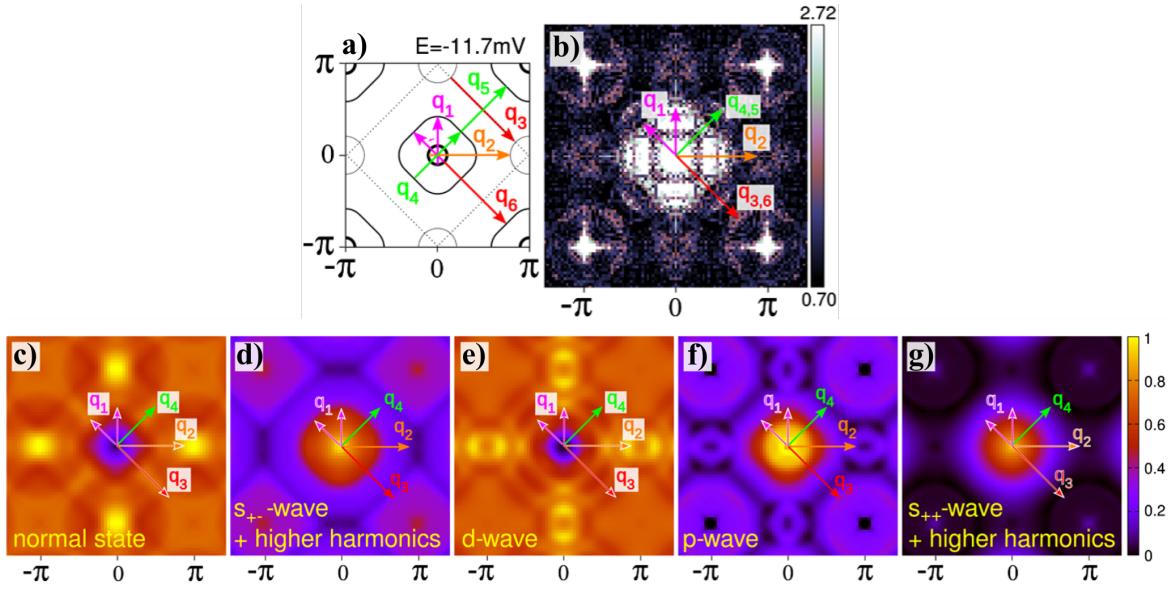 a)
E=-11.7mV
π
0
-π
-π
0
π
q5
q1
q3
q2
q4
q6
b)
q1
q4,5
q2
q3,6
-π
0
π
2.72
0.70
c)
q1
q4
q2
q3
normal state
-π
0
π
d)
q1
q4
q2
q3
s+- -wave
+ higher harmonics
-π
0
π
e)
q1
q4
q2
q3
d-wave
-π
0
π
f)
q1
q4
q2
q3
p-wave
-π
0
π
g)
q1
q4
q2
q3
s++-wave
+ higher harmonics
-π
0
π
1
0.8
0.6
0.4
0.2
0